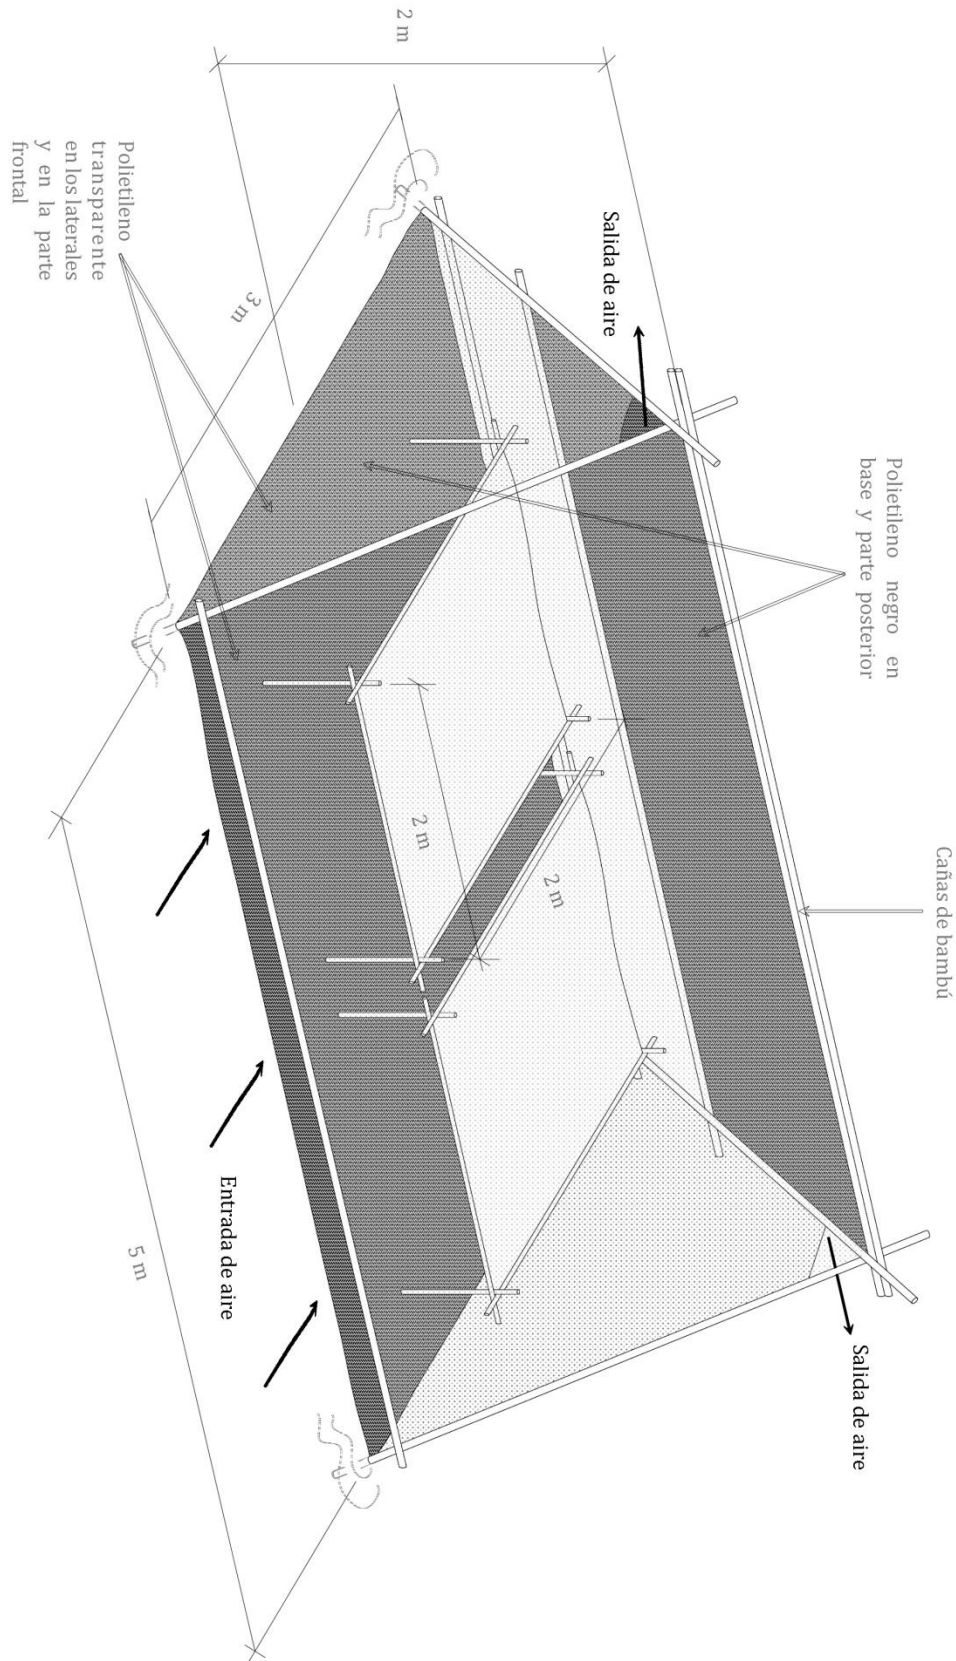 Cañas de bambú
Polietileno negro en
base y parte posterior
Salida de aire
Salida de aire
2 m
2 m
2 m
3 m
Entrada de aire
5 m
Polietileno
transparente
en los laterales
y en la parte
frontal